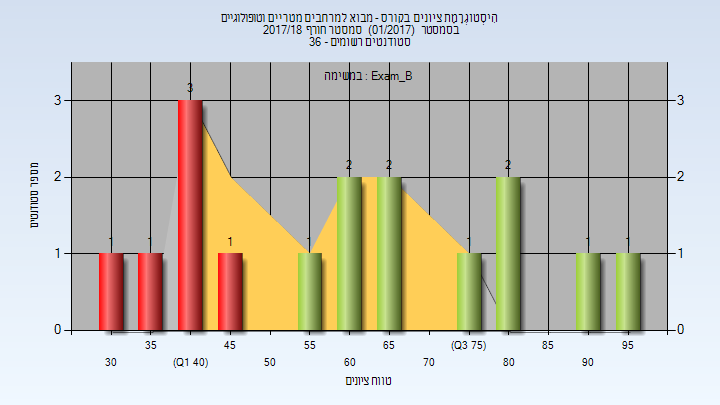 היסטוגרמת ציונים בקורס - מבוא למרחבים מטריים וטופולוגיים
בסמסטר (01/2017) סמסטר חורף 2017/18
סטודנטים רשומים - 36
במשימה : Exam_B
מספר סטודנטים
3 3
2 2
1 1
0 0
1 1 3 1 1 2 2 1 2 1 1
35 45 55 65 (Q3 75) 85 95
30 (Q1 40) 50 60 70 80 90
טווח ציונים